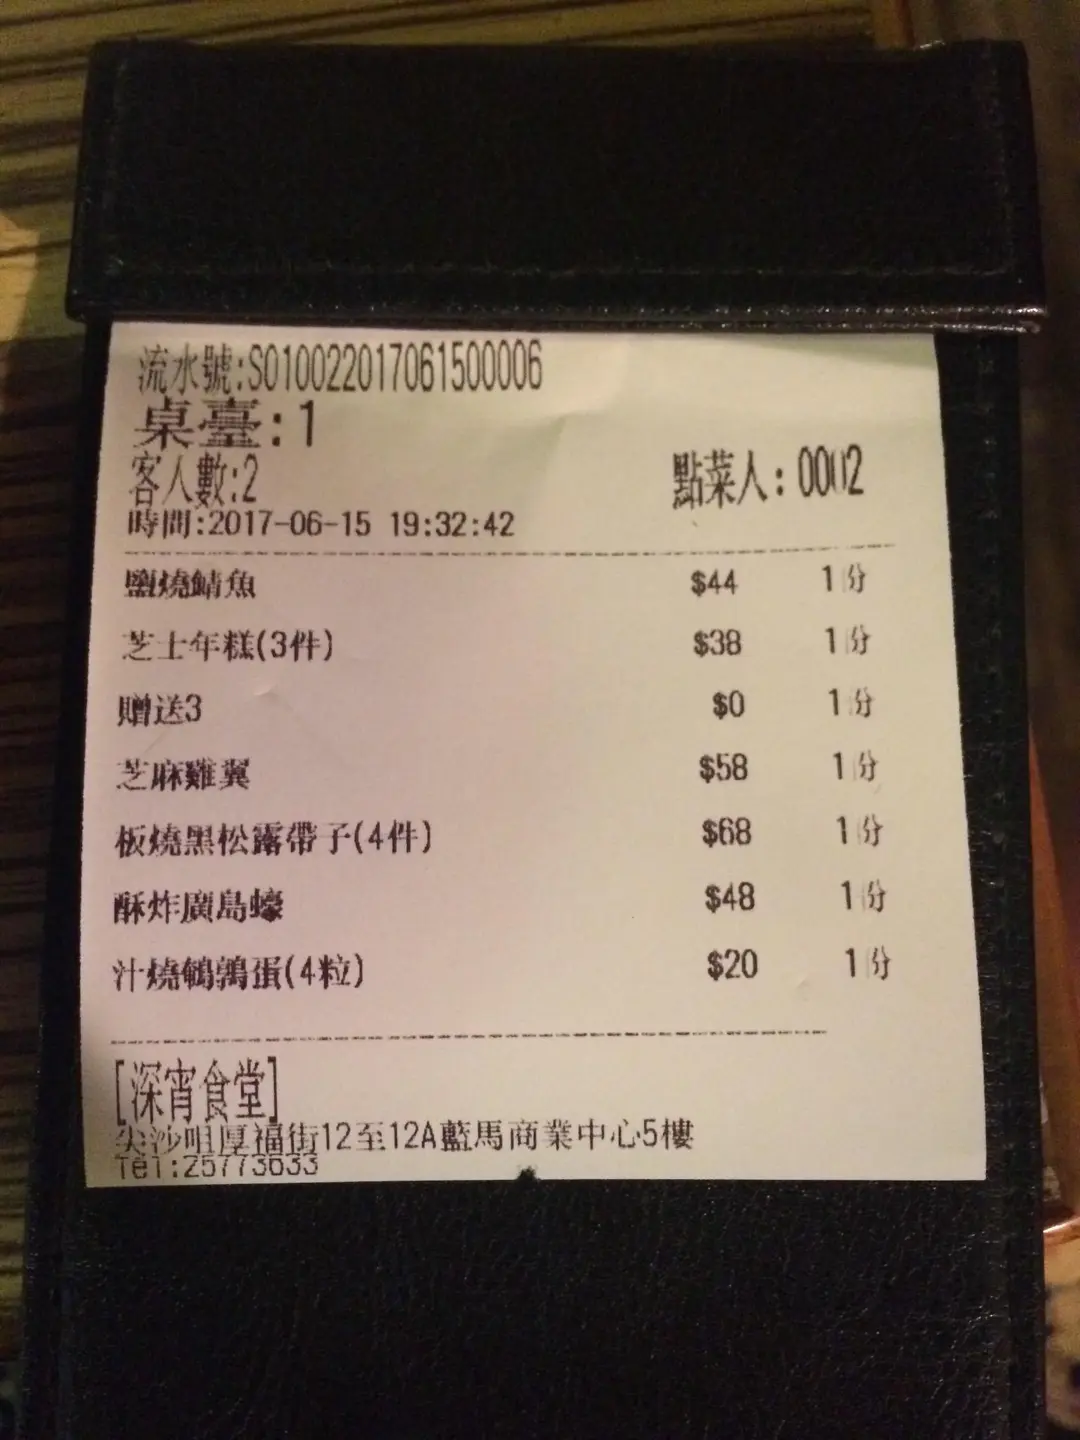 流水號:S010022017061500006
桌臺:1
客人數:2
點菜人:0002
時間:2017-06-15 19:32:42
鹽燒鯖魚 $44 1份
芝士年糕(3件) $38 1份
贈送3 $0 1份
芝麻雞翼 $58 1份
板燒黑松露帶子(4件) $68 1份
酥炸廣島蠔 $48 1份
汁燒鵪鶉蛋(4粒) $20 1份
[深宵食堂]
尖沙咀厚福街12至12A藍馬商業中心5樓
Tel:25773633